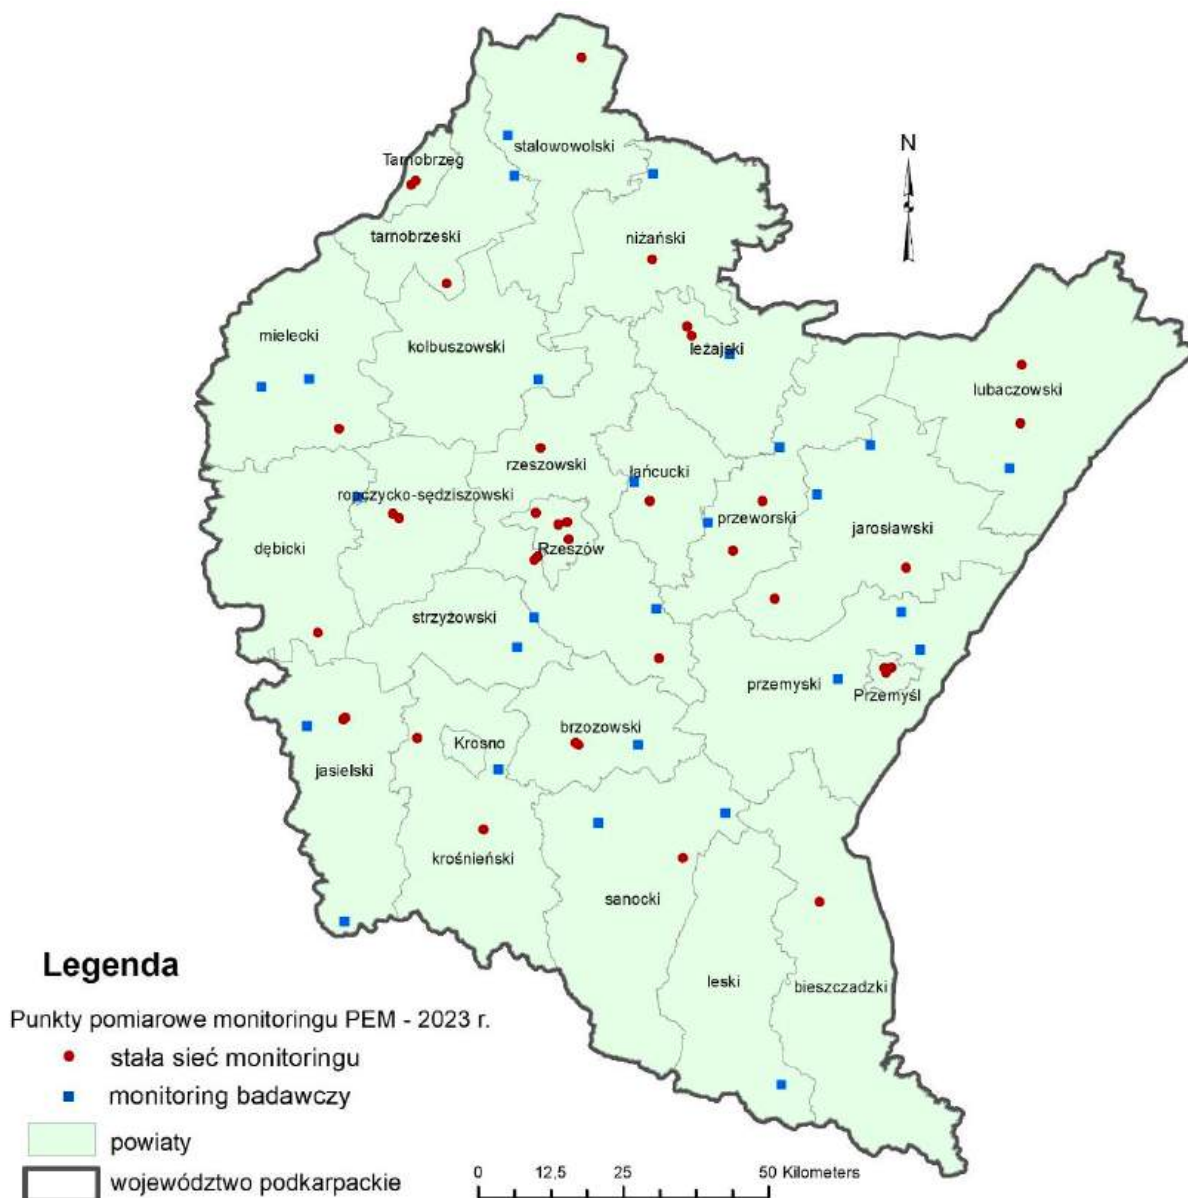 N
stalowowolski
Tarnobrzeg
tarnobrzeski
niżański
mielecki
kolbuszowski
leżajski
lubaczowski
rzeszowski
łańcucki
ropczycko-sędziszowski
przeworski
jarosławski
dębicki
Rzeszów
strzyżowski
przemyski
Przemyśl
brzozowski
Krosno
jasielski
krośnieński
sanocki
leski
bieszczadzki
Legenda
Punkty pomiarowe monitoringu PEM - 2023 r.
stała sieć monitoringu
monitoring badawczy
powiaty
województwo podkarpackie
0 12,5 25 50 Kilometers